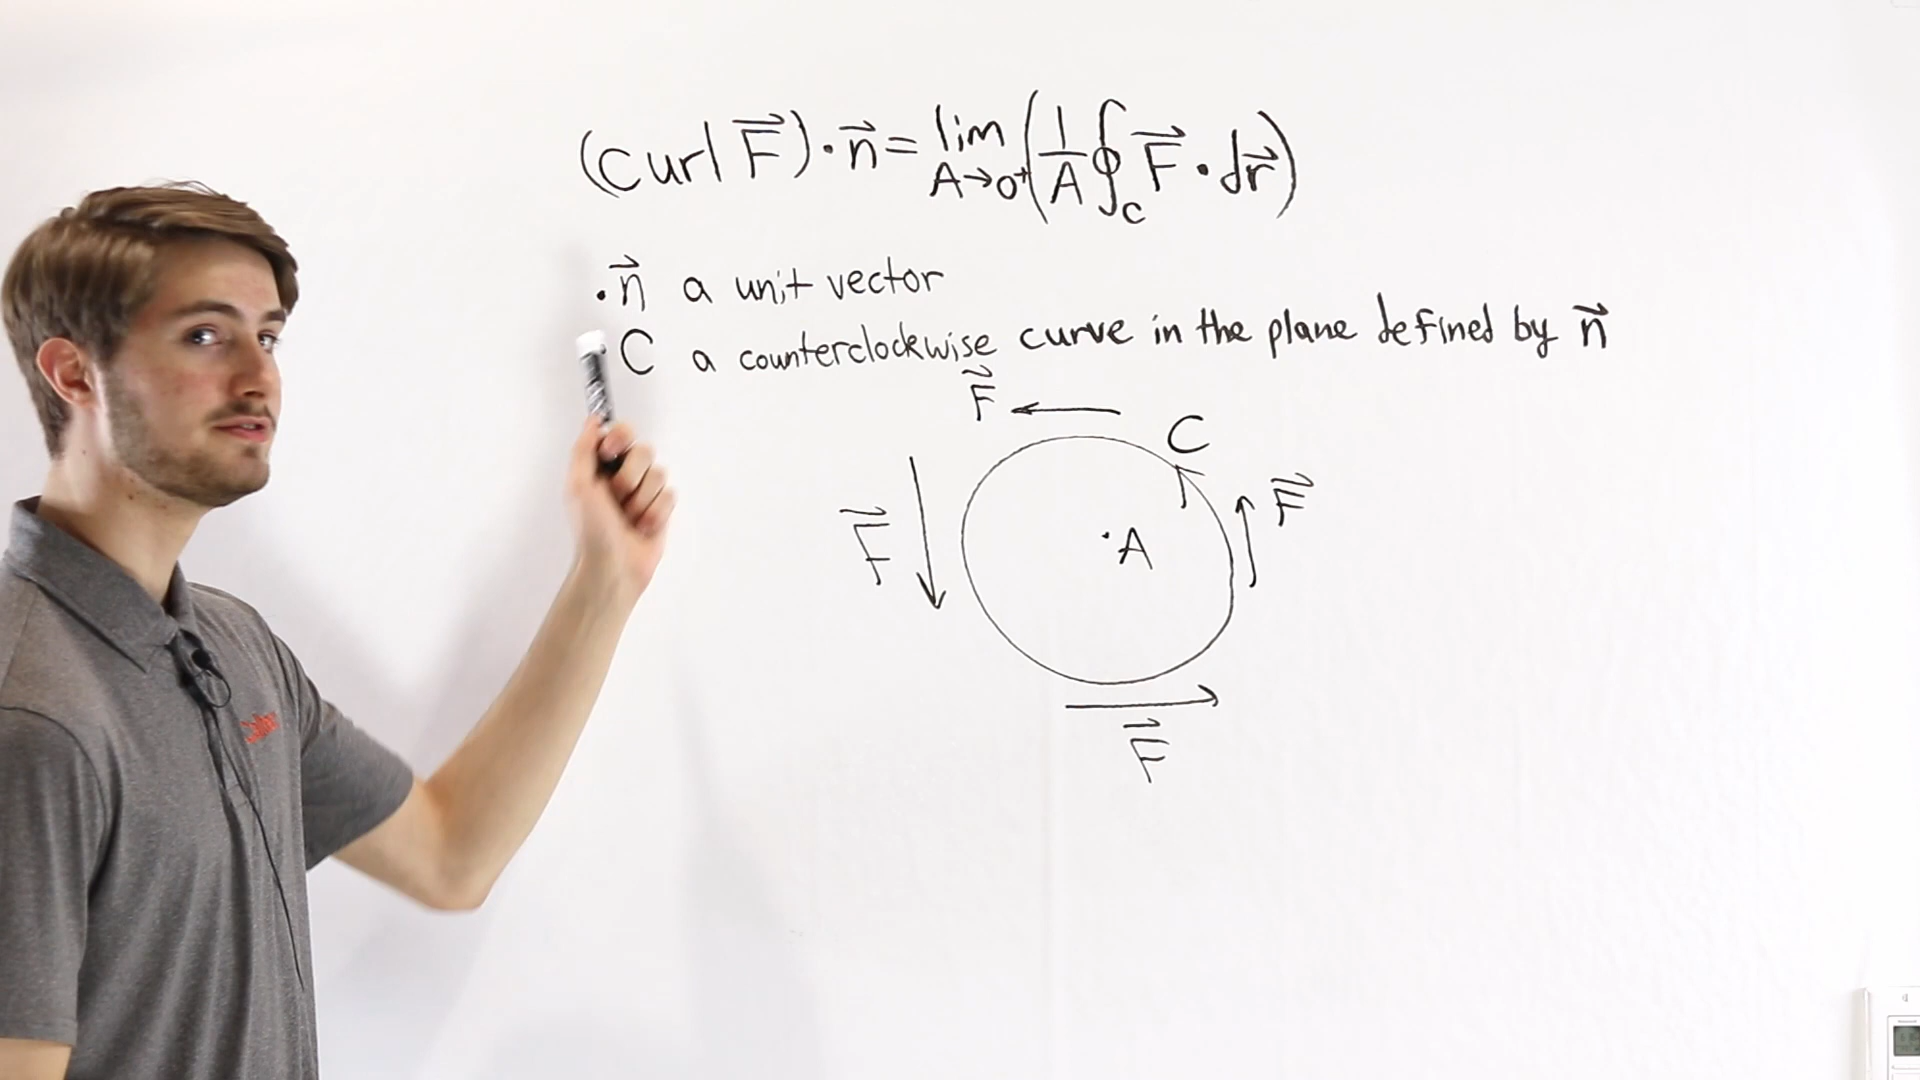 (curl F⃗)·n⃗ = lim A→0⁺ (1/A ∮_C F⃗ · dr⃗)
· n⃗ a unit vector
· C a counterclockwise curve in the plane defined by n⃗
F⃗
C
F⃗
F⃗
· A
F⃗